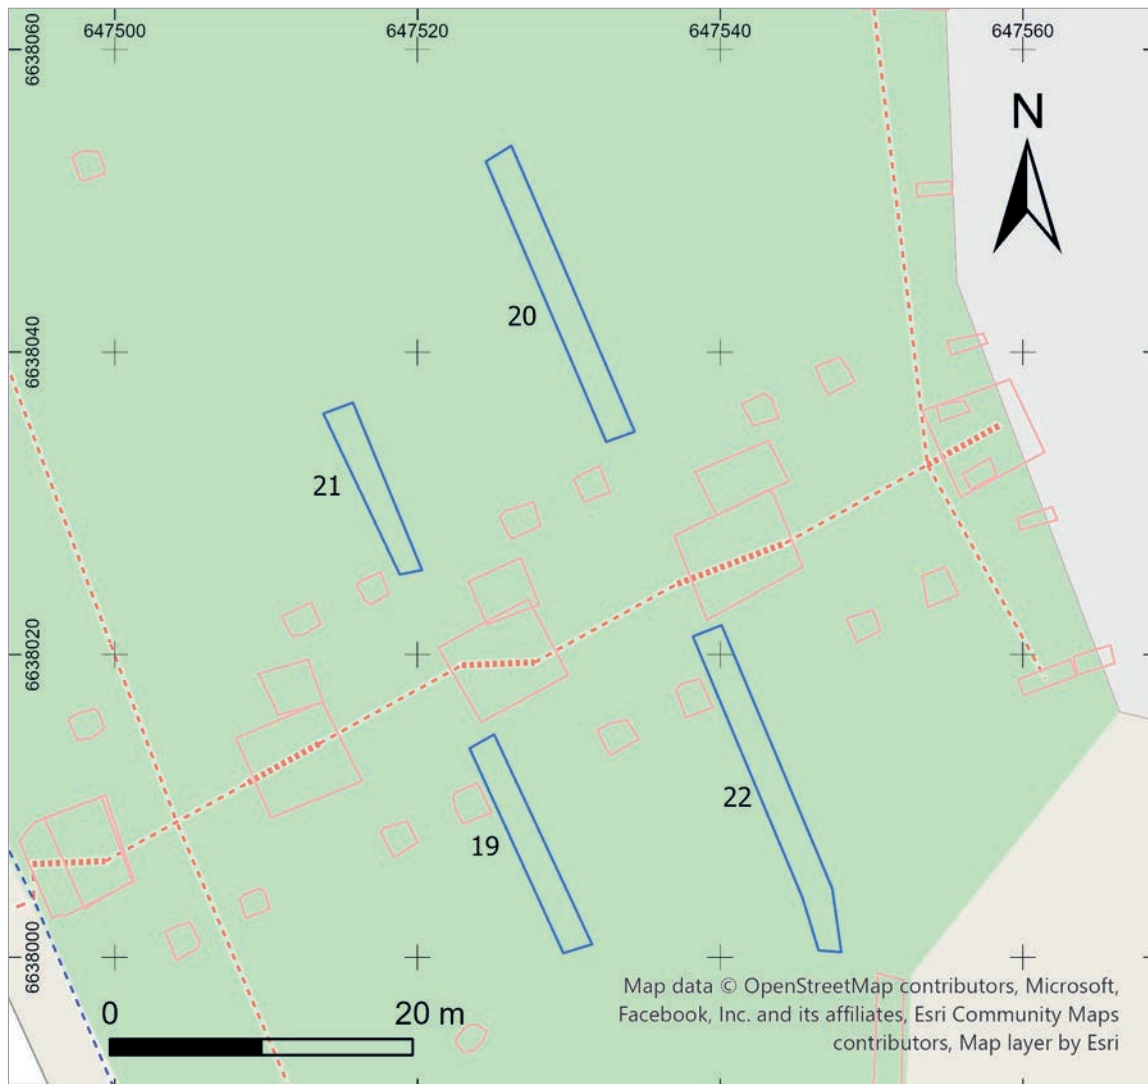 647500
647520
647540
647560
6638060
N
20
6638040
21
6638020
22
19
6638000
0
20 m
Map data © OpenStreetMap contributors, Microsoft,
Facebook, Inc. and its affiliates, Esri Community Maps
contributors, Map layer by Esri